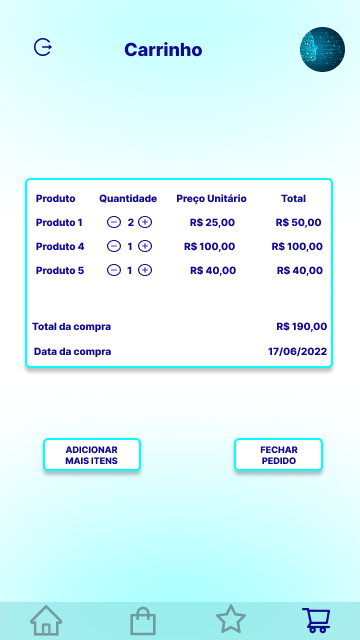 Carrinho
Produto Quantidade Preço Unitário Total
Produto 1 2 R$ 25,00 R$ 50,00
Produto 4 1 R$ 100,00 R$ 100,00
Produto 5 1 R$ 40,00 R$ 40,00
Total da compra R$ 190,00
Data da compra 17/06/2022
ADICIONAR
MAIS ITENS
FECHAR
PEDIDO